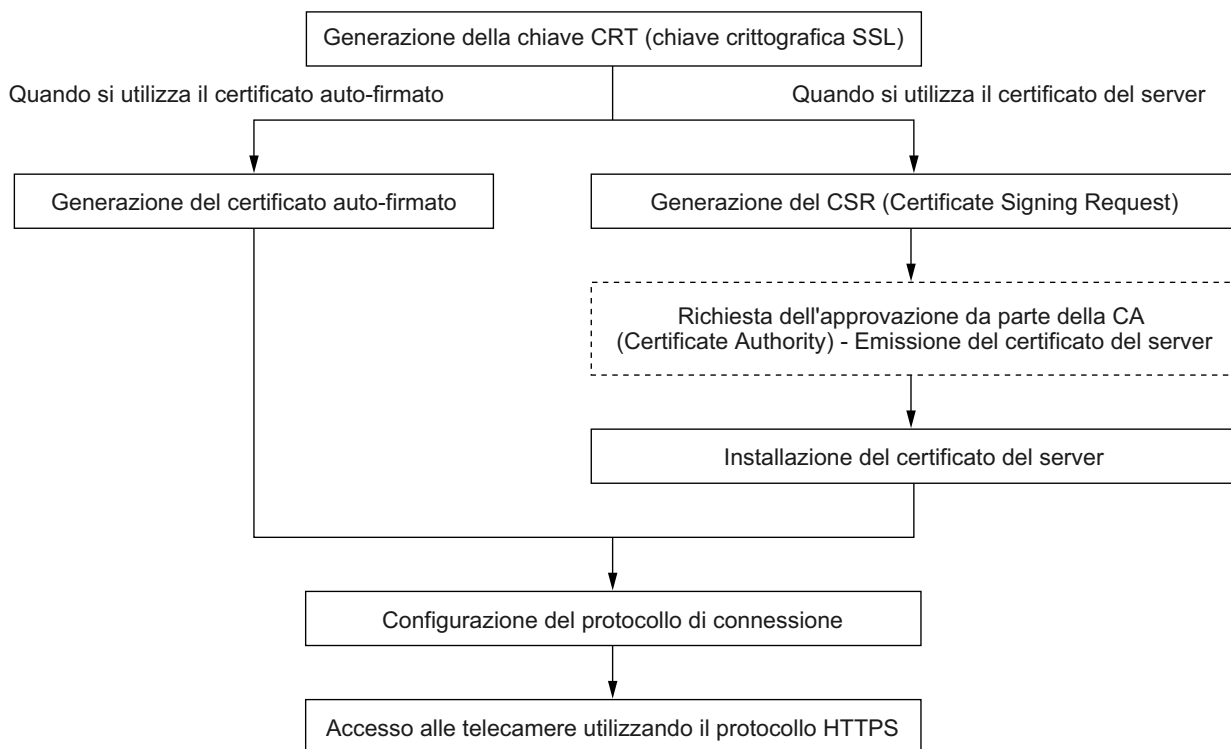 Generazione della chiave CRT (chiave crittografica SSL)
Quando si utilizza il certificato auto-firmato
Quando si utilizza il certificato del server
Generazione del certificato auto-firmato
Generazione del CSR (Certificate Signing Request)
Richiesta dell'approvazione da parte della CA
(Certificate Authority) - Emissione del certificato del server
Installazione del certificato del server
Configurazione del protocollo di connessione
Accesso alle telecamere utilizzando il protocollo HTTPS